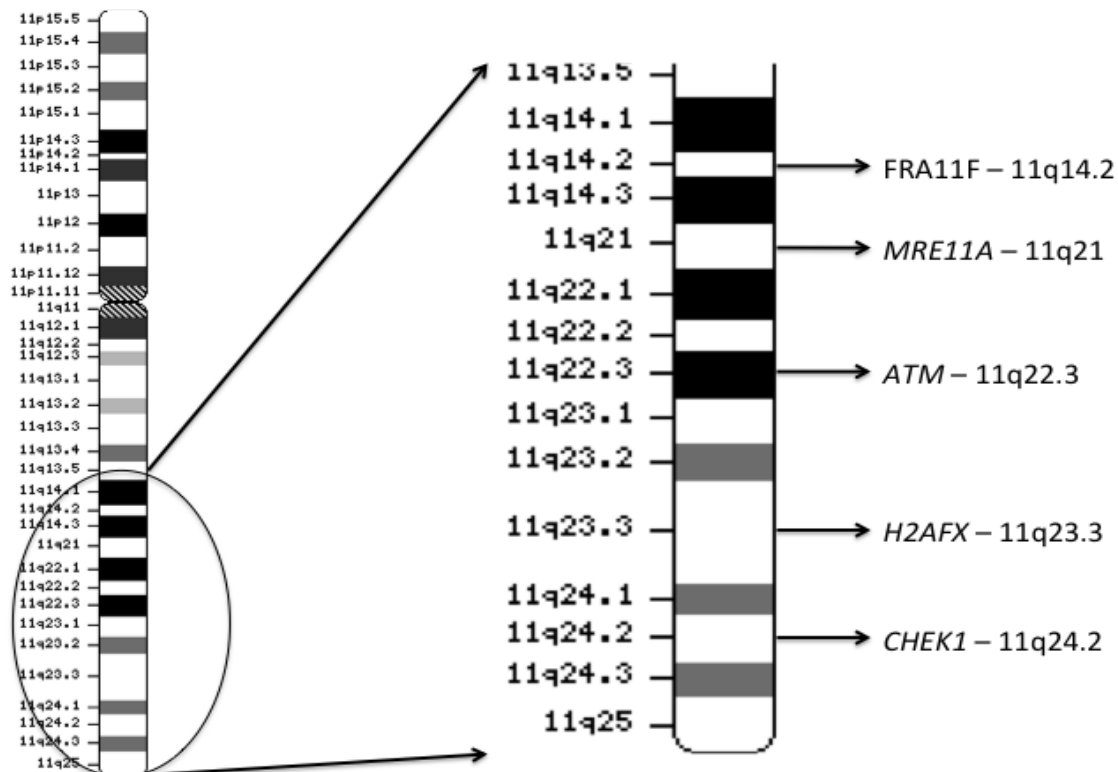 11p15.5
11p15.4
11p15.3
11p15.2
11p15.1
11p14.3
11p14.2
11p14.1
11p13
11p12
11p11.2
11p11.12
11p11.11
11q11
11q12.1
11q12.2
11q12.3
11q13.1
11q13.2
11q13.3
11q13.4
11q13.5
11q14.1
11q14.2
11q14.3
11q21
11q22.1
11q22.2
11q22.3
11q23.1
11q23.2
11q23.3
11q24.1
11q24.2
11q24.3
11q25
11q13.5
11q14.1
11q14.2
FRA11F – 11q14.2
11q14.3
11q21
MRE11A – 11q21
11q22.1
11q22.2
11q22.3
ATM – 11q22.3
11q23.1
11q23.2
11q23.3
H2AFX – 11q23.3
11q24.1
11q24.2
CHEK1 – 11q24.2
11q24.3
11q25